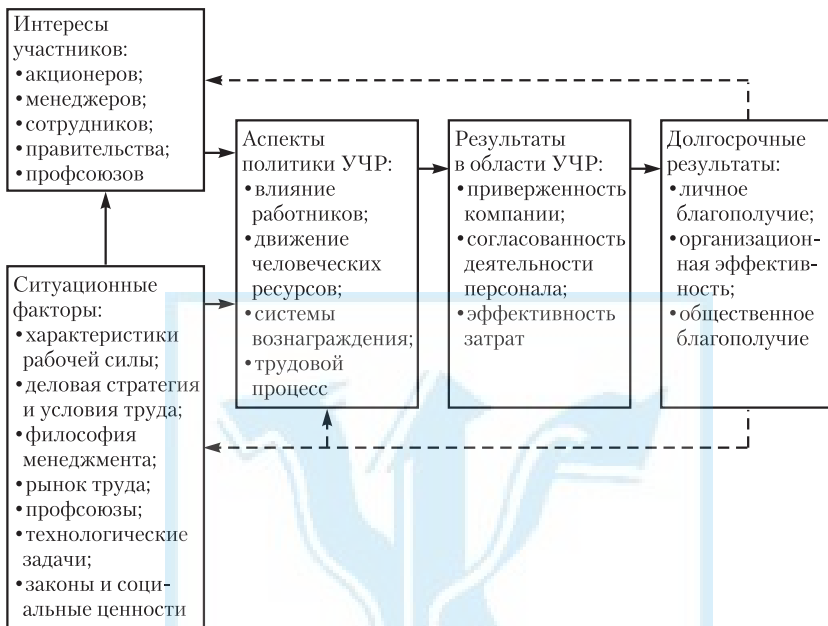 Интересы
участников:
•акционеров;
•менеджеров;
•сотрудников;
•правительства;
•профсоюзов
Ситуационные
факторы:
•характеристики
рабочей силы;
•деловая стратегия
и условия труда;
•философия
менеджмента;
•рынок труда;
•профсоюзы;
•технологические
задачи;
•законы и соци-
альные ценности
Аспекты
политики УЧР:
•влияние
работников;
•движение
человеческих
ресурсов;
•системы
вознаграждения;
•трудовой
процесс
Результаты
в области УЧР:
•приверженность
компании;
•согласованность
деятельности
персонала;
•эффективность
затрат
Долгосрочные
результаты:
•личное
благополучие;
•организацион-
ная эффектив-
ность;
•общественное
благополучие